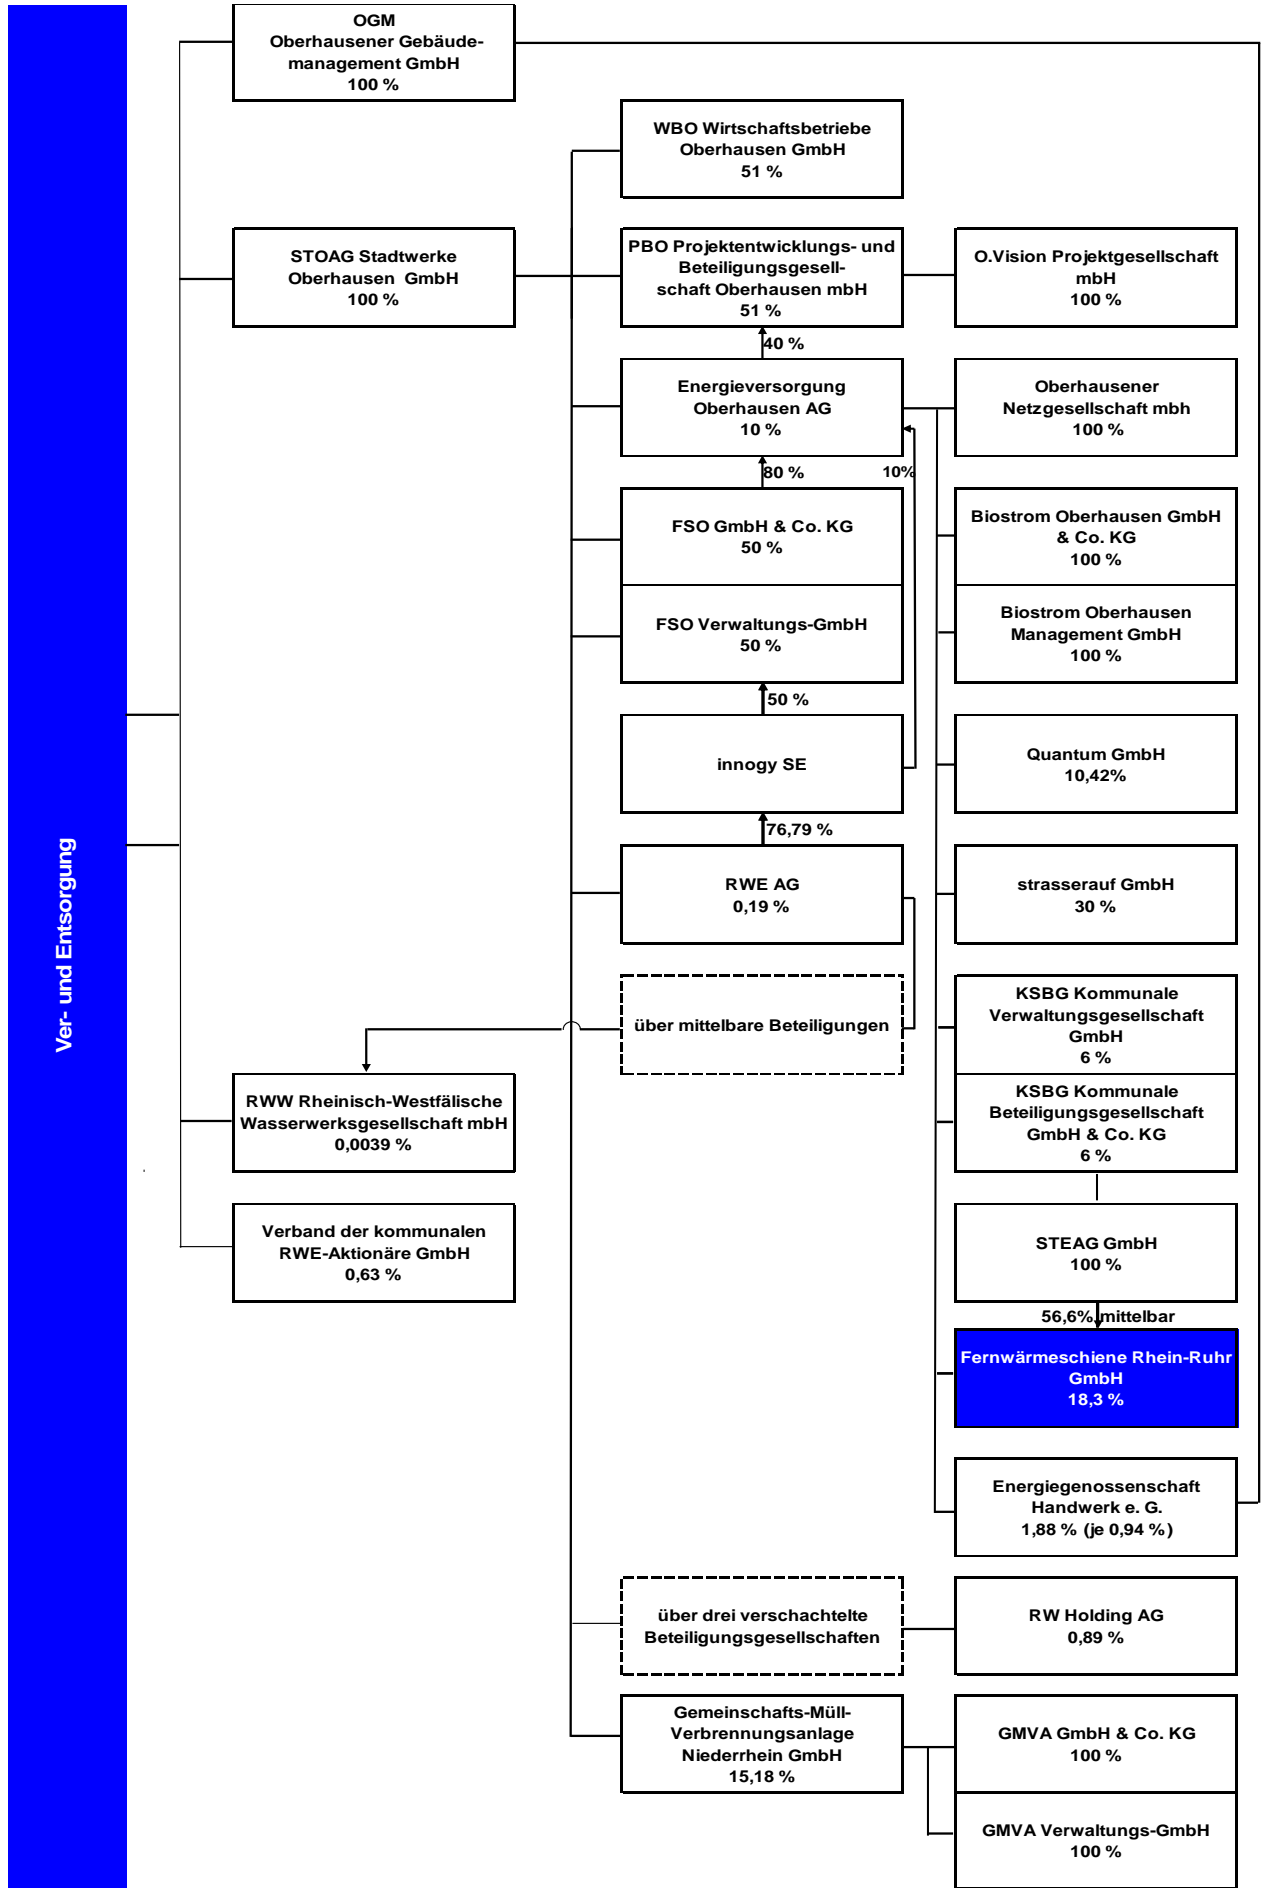 Ver- und Entsorgung
OGM
Oberhausener Gebäude-
management GmbH
100 %
WBO Wirtschaftsbetriebe
Oberhausen GmbH
51 %
STOAG Stadtwerke
Oberhausen GmbH
100 %
PBO Projektentwicklungs- und
Beteiligungsgesell-
schaft Oberhausen mbH
51 %
O.Vision Projektgesellschaft
mbH
100 %
40 %
Energieversorgung
Oberhausen AG
10 %
Oberhausener
Netzgesellschaft mbh
100 %
80 %
10%
FSO GmbH & Co. KG
50 %
Biostrom Oberhausen GmbH
& Co. KG
100 %
FSO Verwaltungs-GmbH
50 %
Biostrom Oberhausen
Management GmbH
100 %
50 %
innogy SE
Quantum GmbH
10,42%
76,79 %
RWE AG
0,19 %
strasserauf GmbH
30 %
über mittelbare Beteiligungen
KSBG Kommunale
Verwaltungsgesellschaft
GmbH
6 %
RWW Rheinisch-Westfälische
Wasserwerksgesellschaft mbH
0,0039 %
KSBG Kommunale
Beteiligungsgesellschaft
GmbH & Co. KG
6 %
Verband der kommunalen
RWE-Aktionäre GmbH
0,63 %
STEAG GmbH
100 %
56,6% mittelbar
Fernwärmeschiene Rhein-Ruhr
GmbH
18,3 %
Energiegenossenschaft
Handwerk e. G.
1,88 % (je 0,94 %)
über drei verschachtelte
Beteiligungsgesellschaften
RW Holding AG
0,89 %
Gemeinschafts-Müll-
Verbrennungsanlage
Niederrhein GmbH
15,18 %
GMVA GmbH & Co. KG
100 %
GMVA Verwaltungs-GmbH
100 %